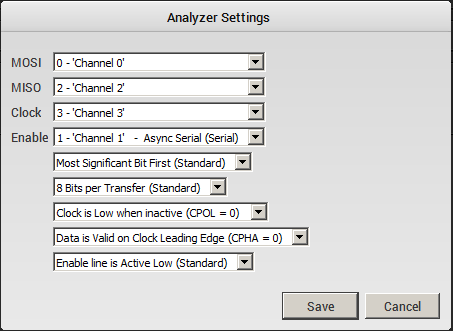 Analyzer Settings
MOSI 0 - 'Channel 0'
MISO 2 - 'Channel 2'
Clock 3 - 'Channel 3'
Enable 1 - 'Channel 1' - Async Serial (Serial)
Most Significant Bit First (Standard)
8 Bits per Transfer (Standard)
Clock is Low when inactive (CPOL = 0)
Data is Valid on Clock Leading Edge (CPHA = 0)
Enable line is Active Low (Standard)
Save Cancel